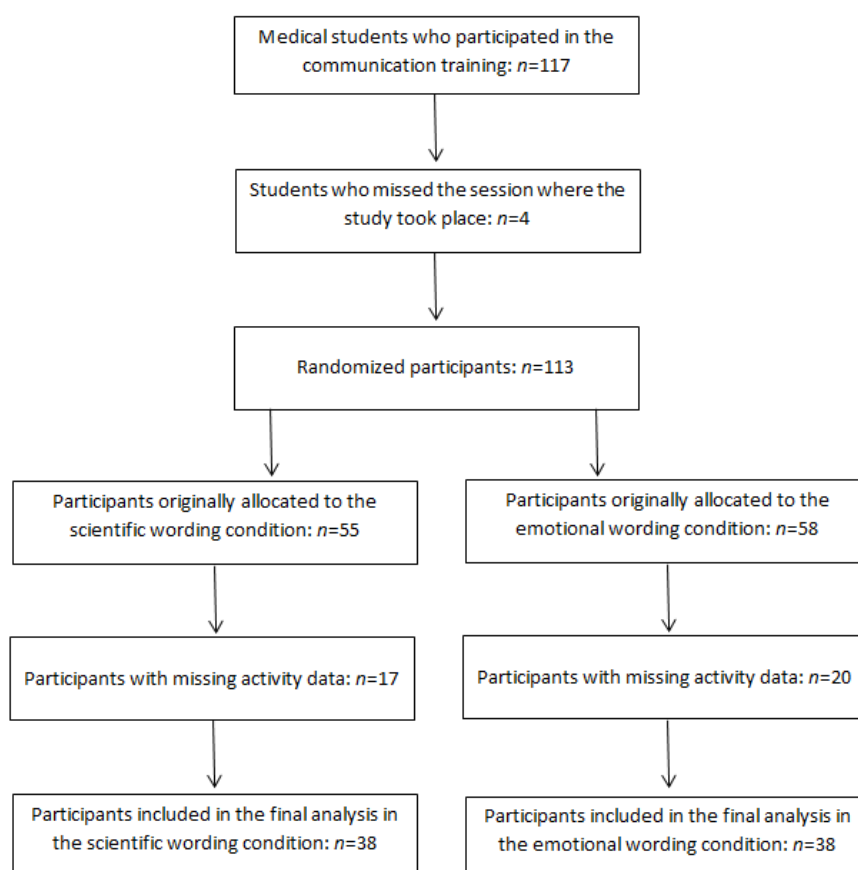 Medical students who participated in the
communication training: n=117
Students who missed the session where the
study took place: n=4
Randomized participants: n=113
Participants originally allocated to the
scientific wording condition: n=55
Participants originally allocated to the
emotional wording condition: n=58
Participants with missing activity data: n=17
Participants with missing activity data: n=20
Participants included in the final analysis in
the scientific wording condition: n=38
Participants included in the final analysis in
the emotional wording condition: n=38